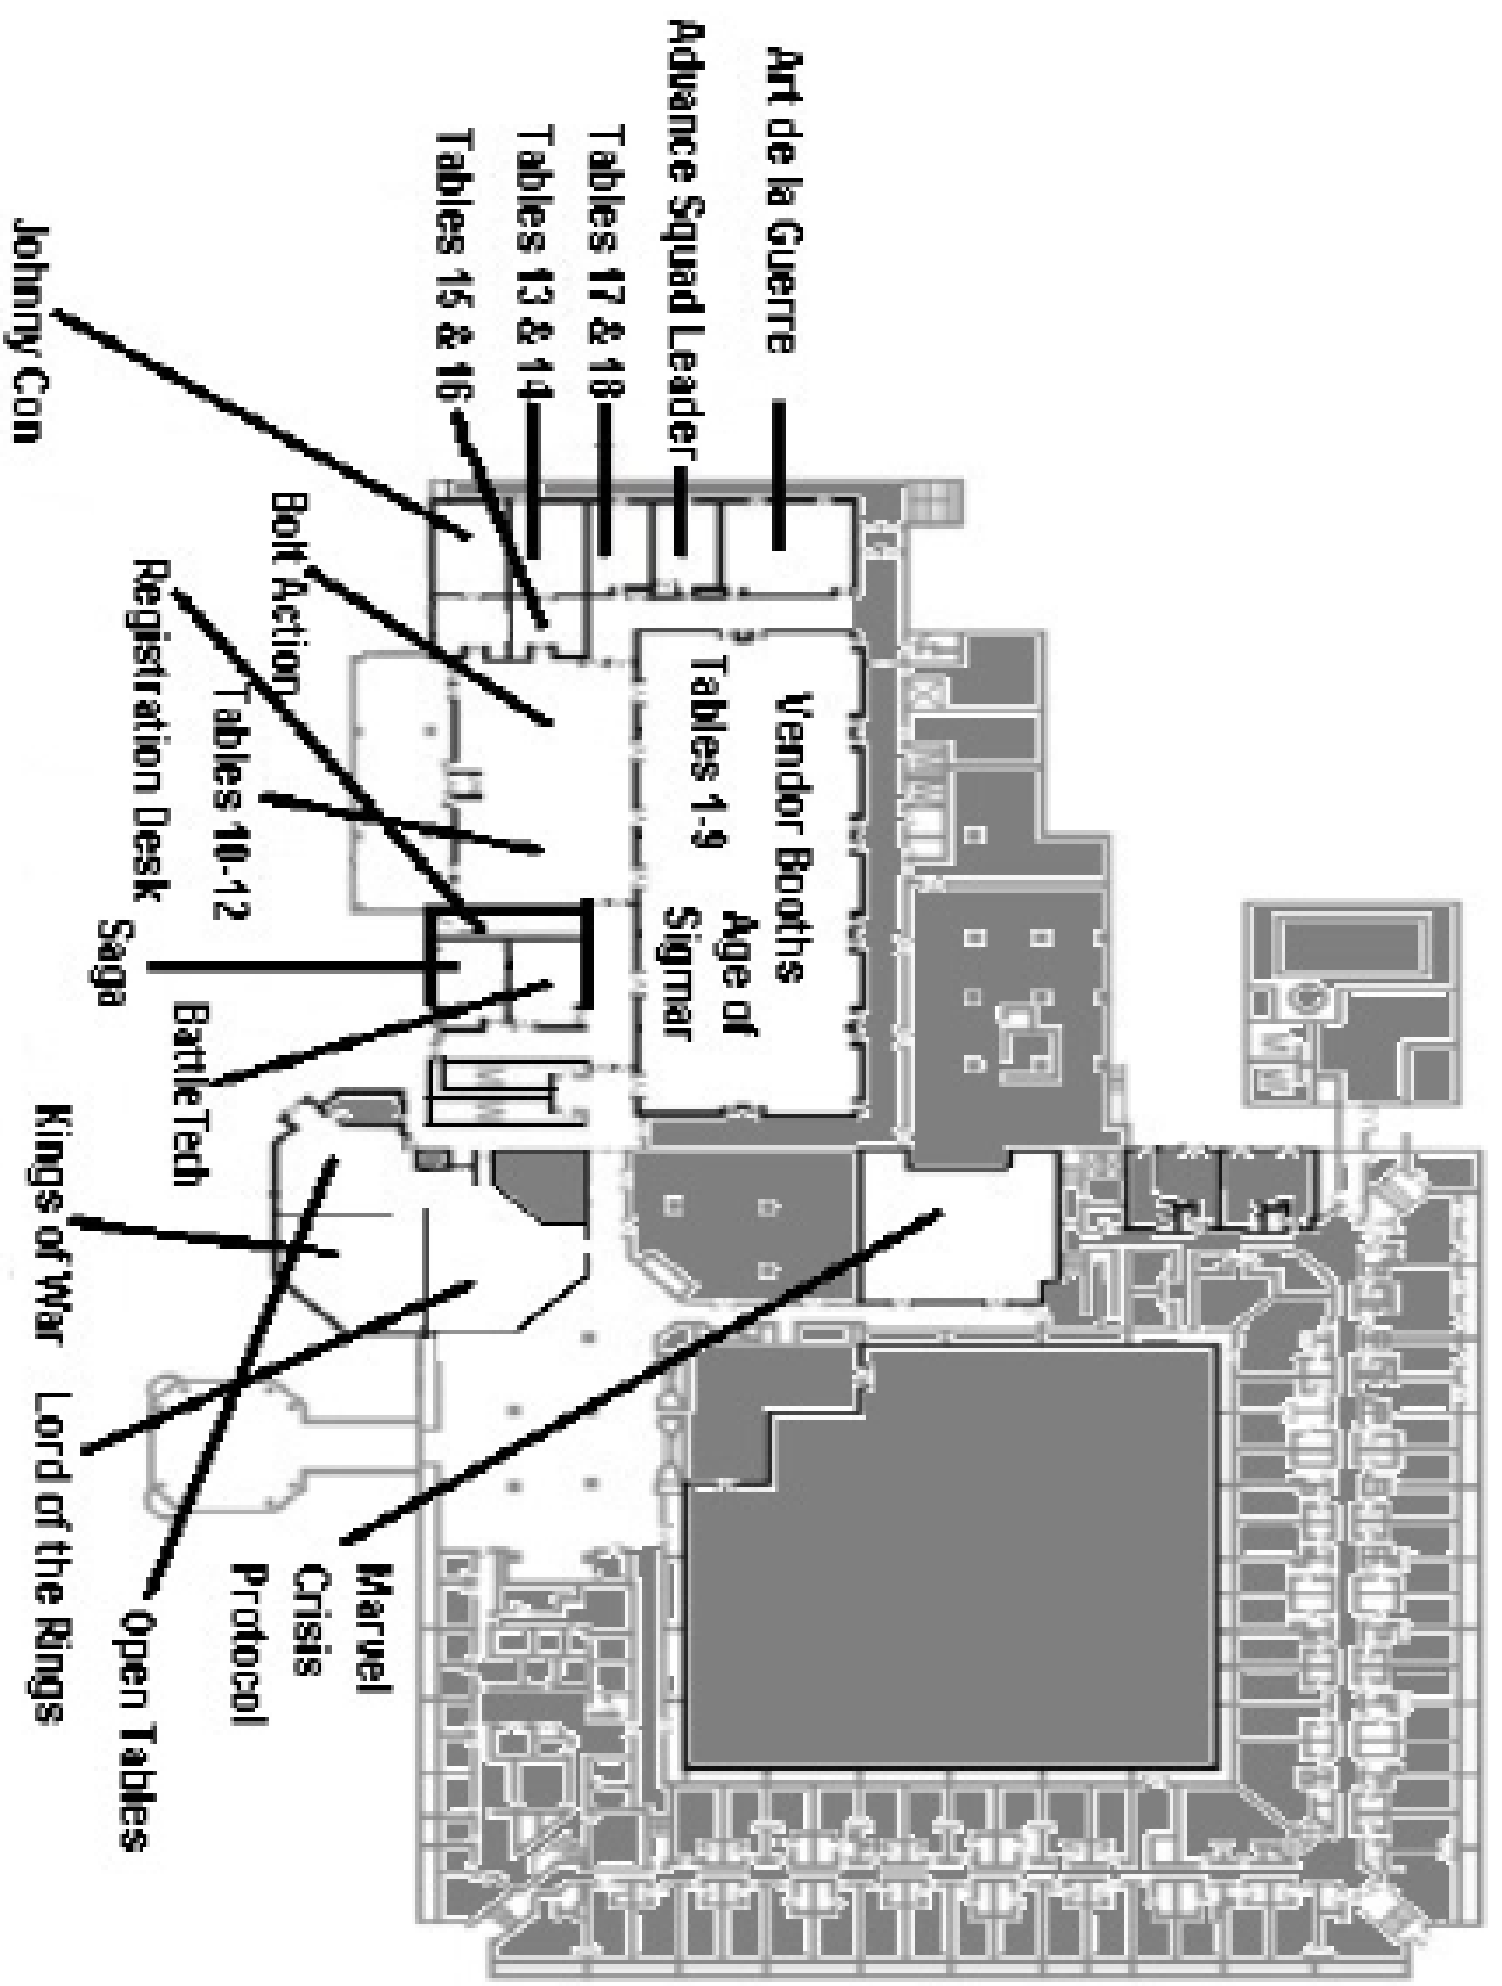 Art de la Guerre
Advance Squad Leader
Tables 17 & 18
Tables 13 & 14
Tables 15 & 16
Johnny Con
Bolt Action
Registration Desk
Tables 10-12
Vendor Booths
Tables 1-9
Age of
Sigmar
Saga
BattleTech
Kings of War
Lord of the Rings
Open Tables
Marvel
Crisis
Protocol